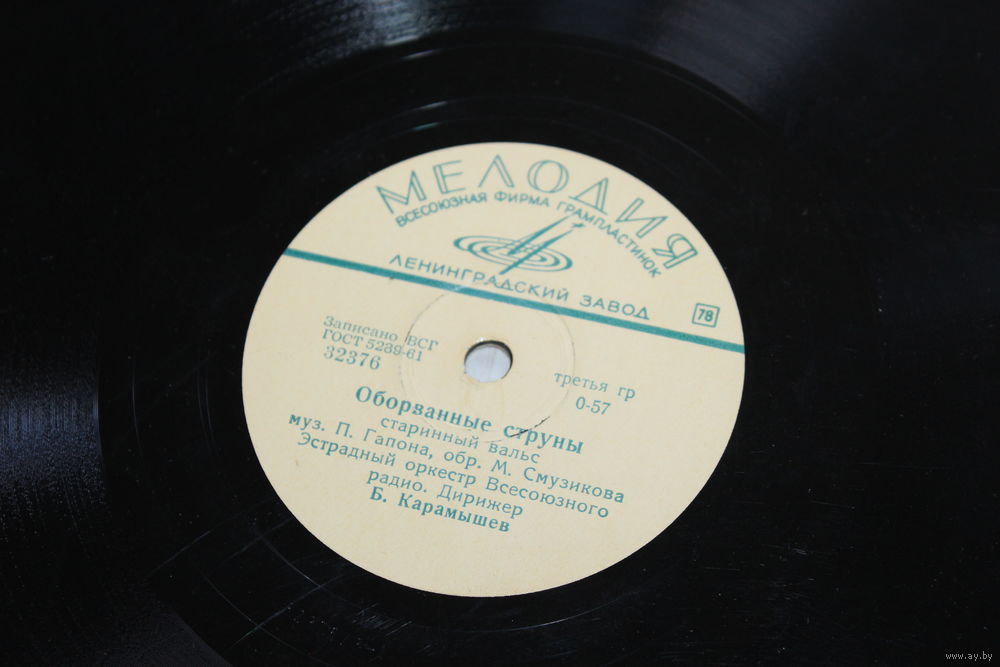 МЕЛОДИЯ
ВСЕСОЮЗНАЯ ФИРМА ГРАМПЛАСТИНОК
ЛЕНИНГРАДСКИЙ ЗАВОД
78
Записано ВСГ
ГОСТ 5289-61
32376
третья гр
0-57
Оборванные струны
старинный вальс
муз. П. Гапона, обр. М. Смузикова
Эстрадный оркестр Всесоюзного
радио. Дирижер
Б. Карамышев
www.ay.by